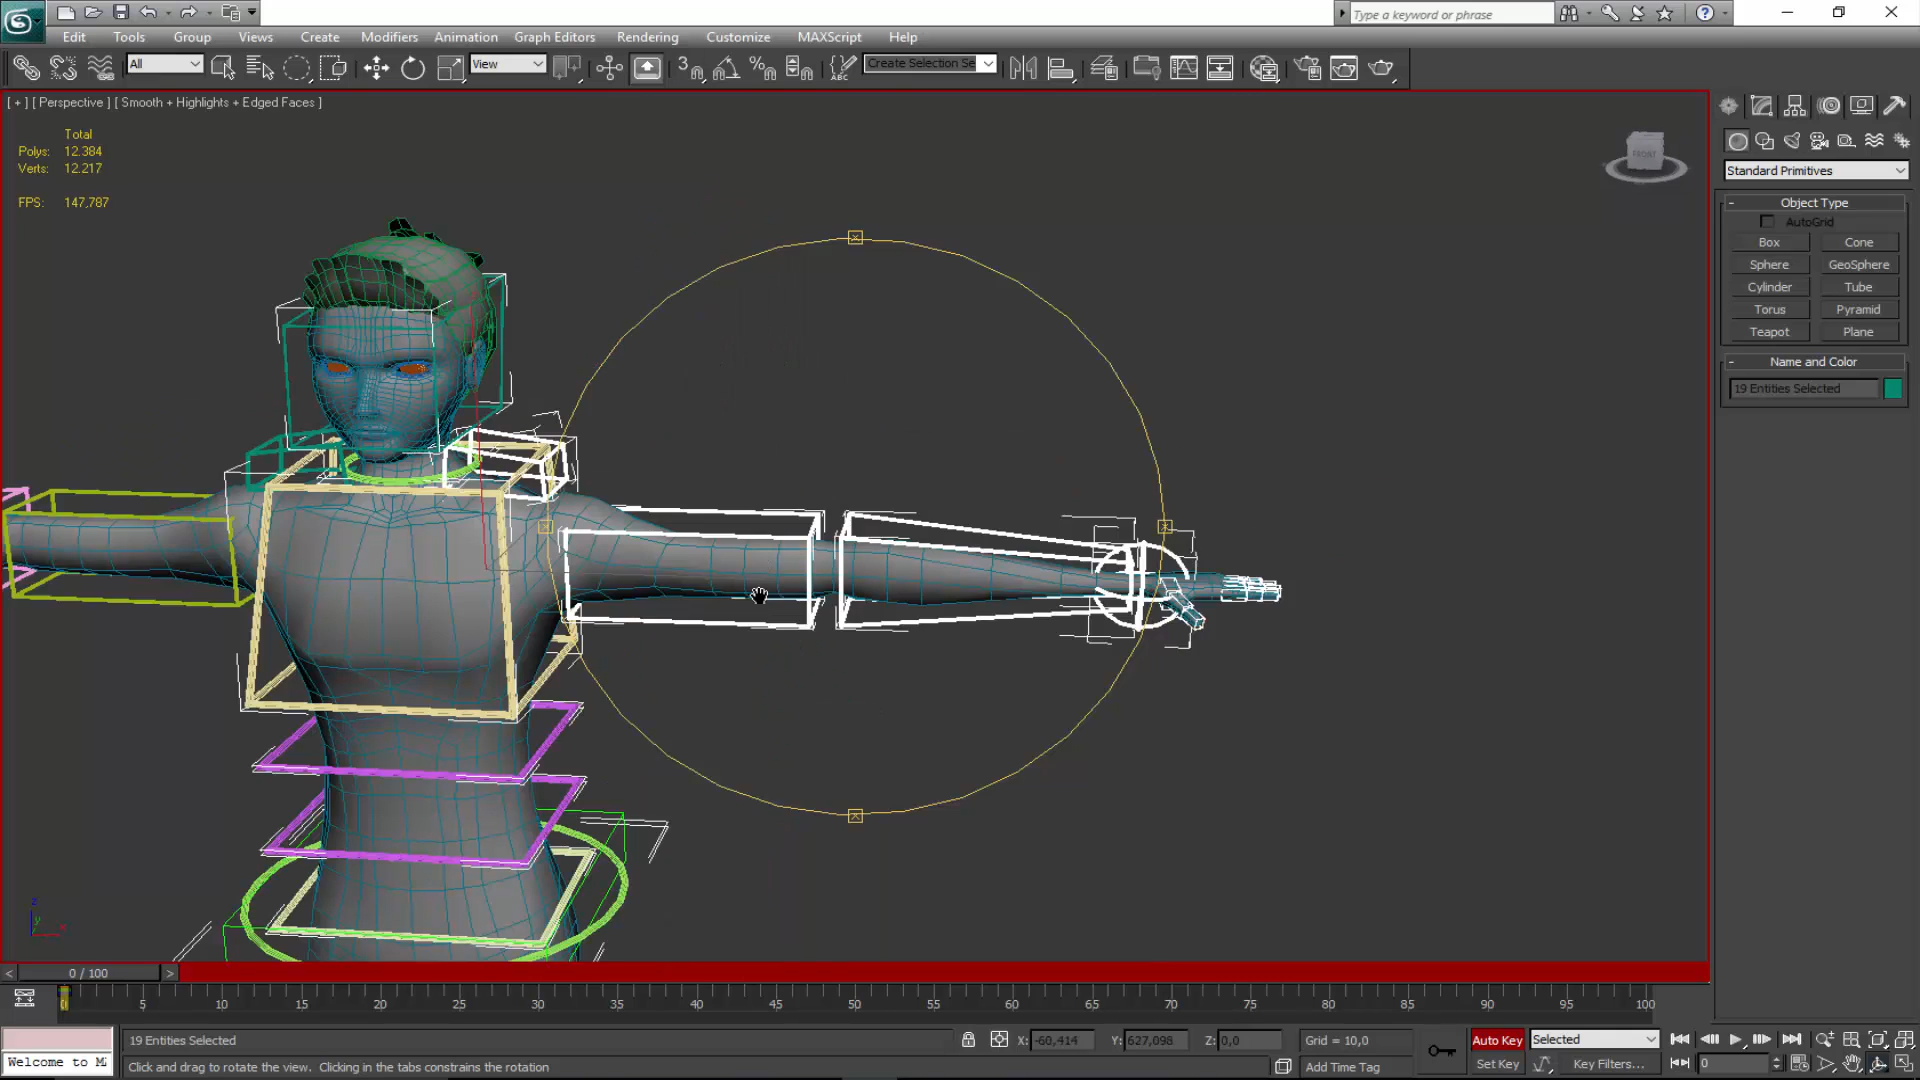 Type a keyword or phrase
Edit Tools Group Views Create Modifiers Animation Graph Editors Rendering Customize MAXScript Help
All
View
3
ABC
Create Selection Se
[ + ] [ Perspective ] [ Smooth + Highlights + Edged Faces ]
Total
Polys: 12.384
Verts: 12.217
FPS: 147,787
FRONT
Standard Primitives
- Object Type
AutoGrid
Box Cone
Sphere GeoSphere
Cylinder Tube
Torus Pyramid
Teapot Plane
- Name and Color
19 Entities Selected
z
y
x
< 0 / 100 >
0 5 10 15 20 25 30 35 40 45 50 55 60 65 70 75 80 85 90 95 100
19 Entities Selected X: -60,414 Y: 627,098 Z: 0,0 Grid = 10,0 Auto Key Selected
Welcome to MA Click and drag to rotate the view. Clicking in the tabs constrains the rotation Add Time Tag Set Key Key Filters... 0